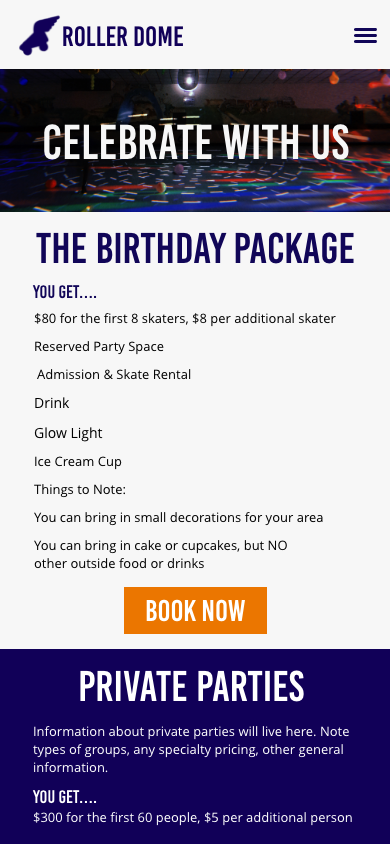 ROLLER DOME
CELEBRATE WITH US
THE BIRTHDAY PACKAGE
YOU GET....
$80 for the first 8 skaters, $8 per additional skater
Reserved Party Space
Admission & Skate Rental
Drink
Glow Light
Ice Cream Cup
Things to Note:
You can bring in small decorations for your area
You can bring in cake or cupcakes, but NO
other outside food or drinks
BOOK NOW
PRIVATE PARTIES
Information about private parties will live here. Note
types of groups, any specialty pricing, other general
information.
YOU GET....
$300 for the first 60 people, $5 per additional person